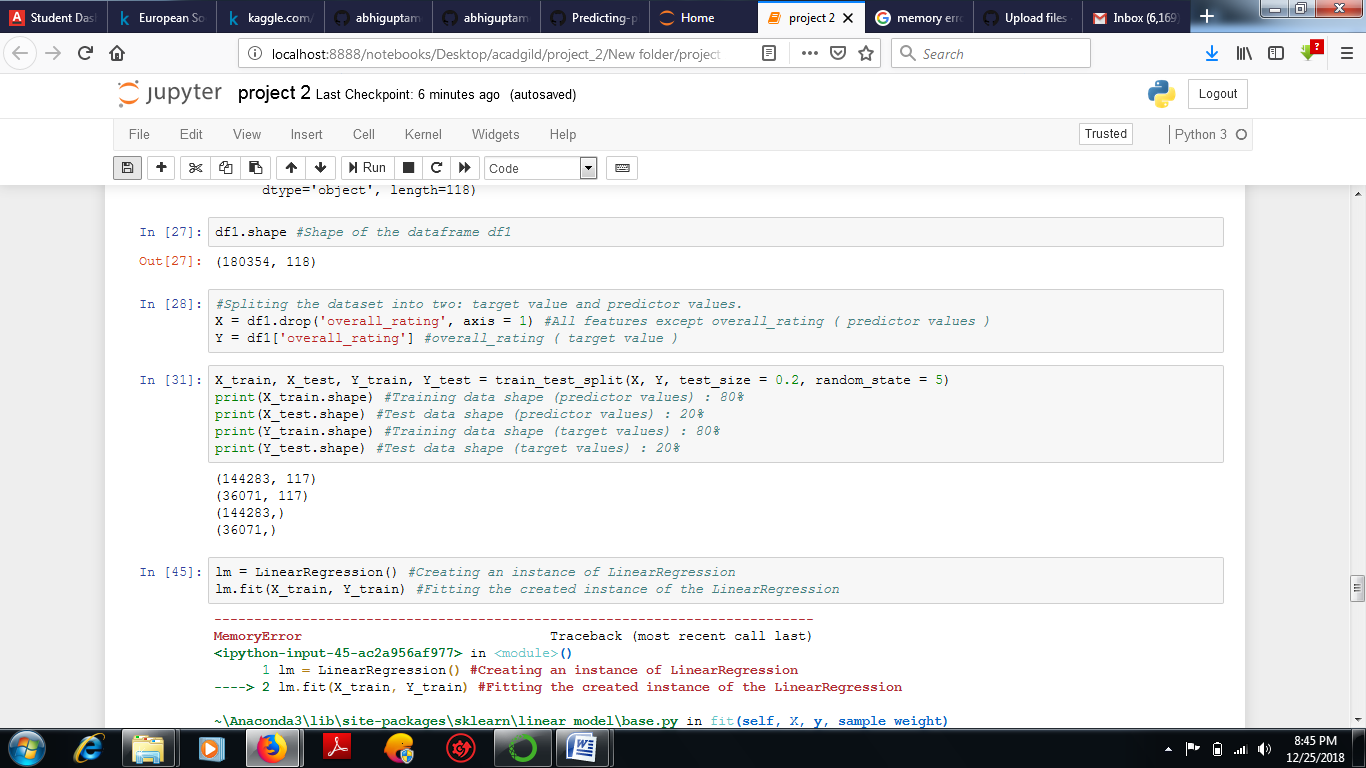 Student Das
European So
kaggle.com/
abhiguptam
abhiguptam
Predicting-p
Home
project 2
memory erro
Upload files
Inbox (6,169
localhost:8888/notebooks/Desktop/acadgild/project_2/New folder/project
Search
jupyter project 2 Last Checkpoint: 6 minutes ago (autosaved)
Logout
File Edit View Insert Cell Kernel Widgets Help
Trusted
Python 3
Run
Code
dtype='object', length=118)
In [27]: df1.shape #Shape of the dataframe df1
Out[27]: (180354, 118)
In [28]: #Spliting the dataset into two: target value and predictor values.
X = df1.drop('overall_rating', axis = 1) #All features except overall_rating ( predictor values )
Y = df1['overall_rating'] #overall_rating ( target value )
In [31]: X_train, X_test, Y_train, Y_test = train_test_split(X, Y, test_size = 0.2, random_state = 5)
print(X_train.shape) #Training data shape (predictor values) : 80%
print(X_test.shape) #Test data shape (predictor values) : 20%
print(Y_train.shape) #Training data shape (target values) : 80%
print(Y_test.shape) #Test data shape (target values) : 20%
(144283, 117)
(36071, 117)
(144283,)
(36071,)
In [45]: lm = LinearRegression() #Creating an instance of LinearRegression
lm.fit(X_train, Y_train) #Fitting the created instance of the LinearRegression
---------------------------------------------------------------------------
MemoryError Traceback (most recent call last)
<ipython-input-45-ac2a956af977> in <module>()
1 lm = LinearRegression() #Creating an instance of LinearRegression
----> 2 lm.fit(X_train, Y_train) #Fitting the created instance of the LinearRegression
~\Anaconda3\lib\site-packages\sklearn\linear_model\base.py in fit(self, X, y, sample_weight)
8:45 PM
12/25/2018